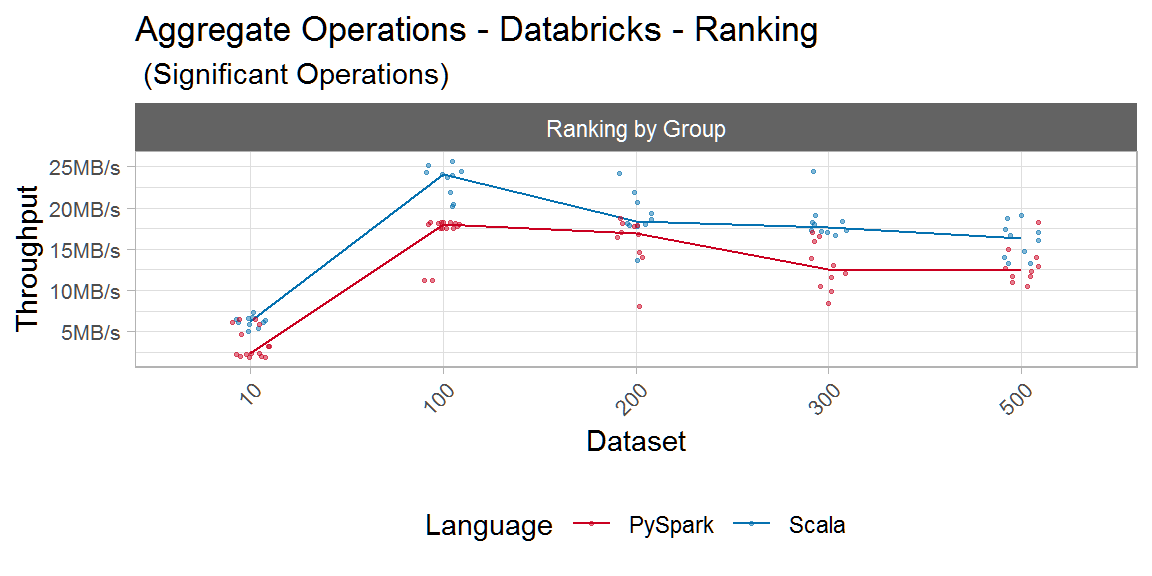 Aggregate Operations - Databricks - Ranking
(Significant Operations)
Ranking by Group
Throughput
25MB/s
20MB/s
15MB/s
10MB/s
5MB/s
10
100
200
300
500
Dataset
Language PySpark Scala